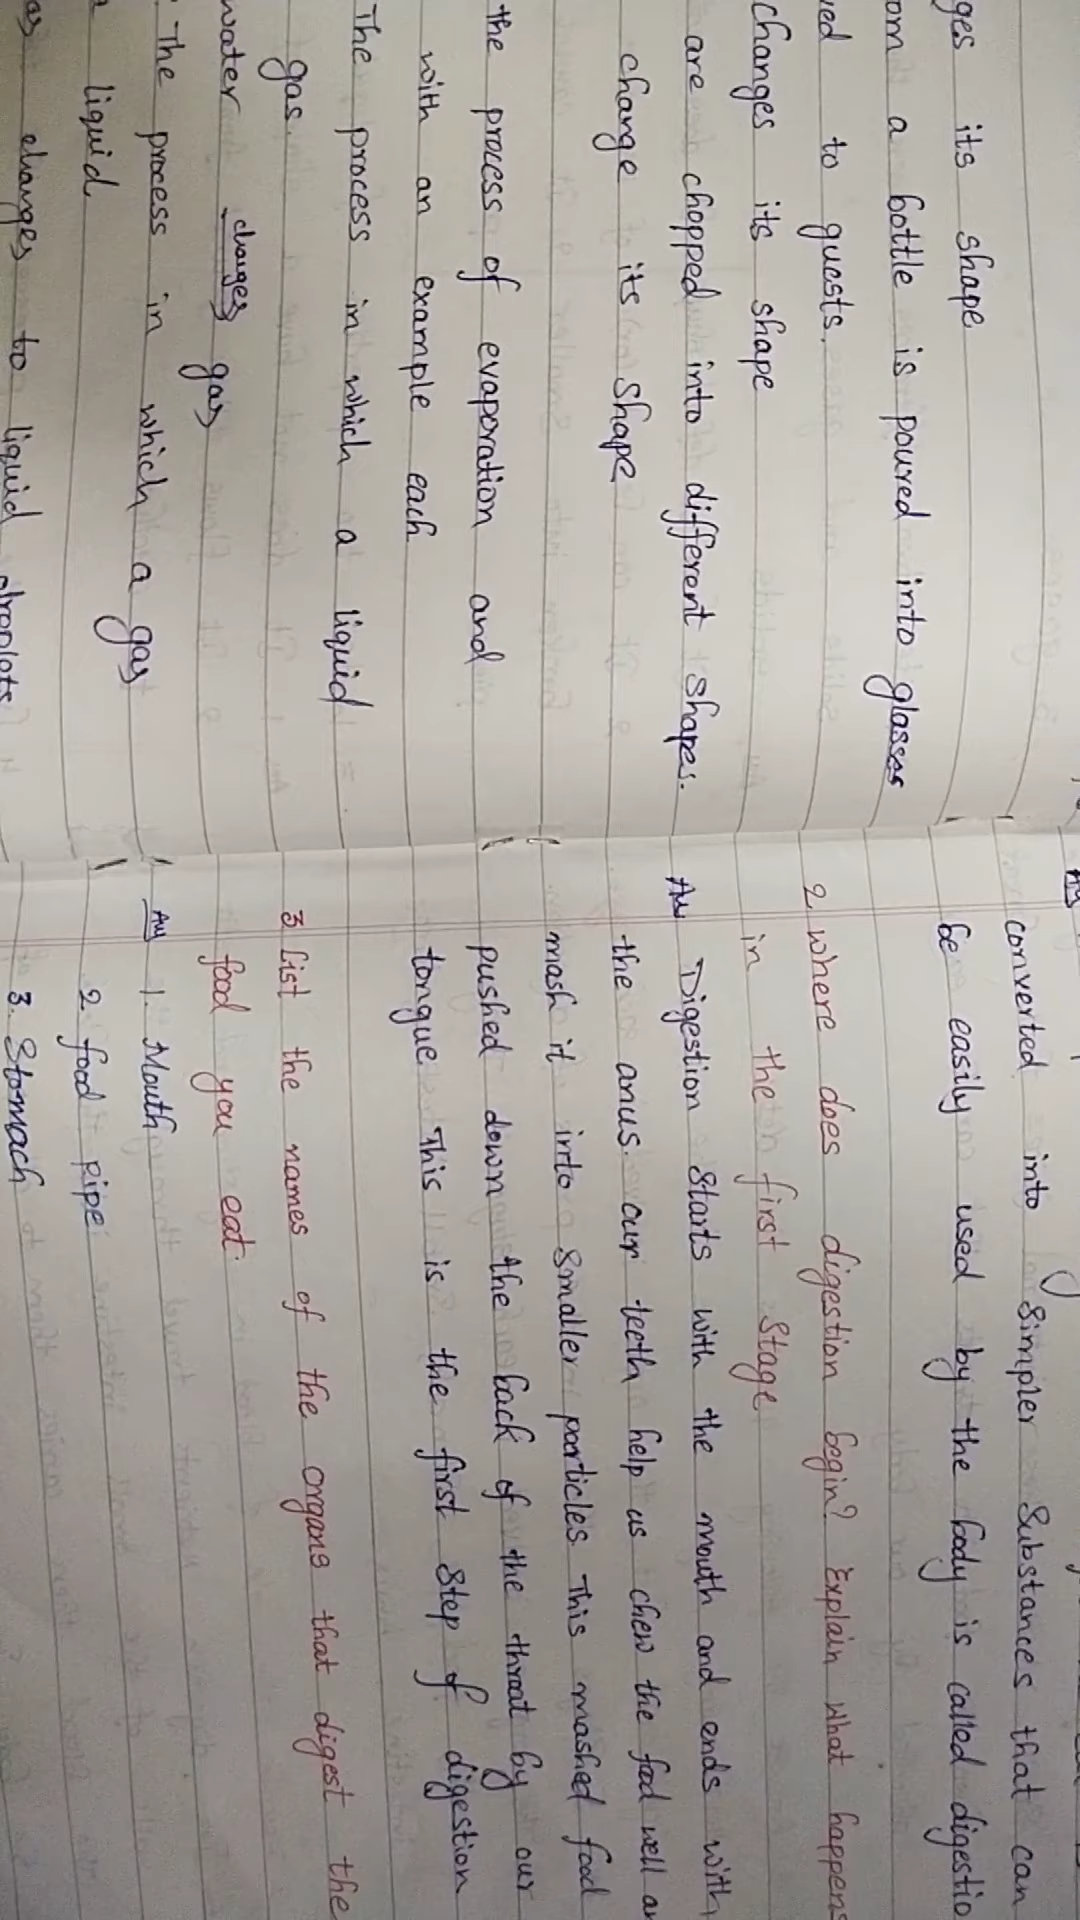 ges its shape
om a bottle is poured into glasses
ed to guests.
changes its shape
are chopped into different shapes.
change its shape
the process of evaporation and
with an example each
The process in which a liquid
gas.
water changes gas
The process in which a gas
liquid
as changes to liquid droplets
converted into simpler substances that can
be easily used by the body is called digestio
2. where does digestion begin? Explain what happens
in the first stage
Ans Digestion starts with the mouth and ends with
the anus. our teeth help us chew the food well an
mash it into smaller particles. This mashed food
pushed down the back of the throat by our
tongue. This is the first step of digestion
3. List the names of the organs that digest the
food you eat.
Ans 1. Mouth
2. food pipe
3. Stomach